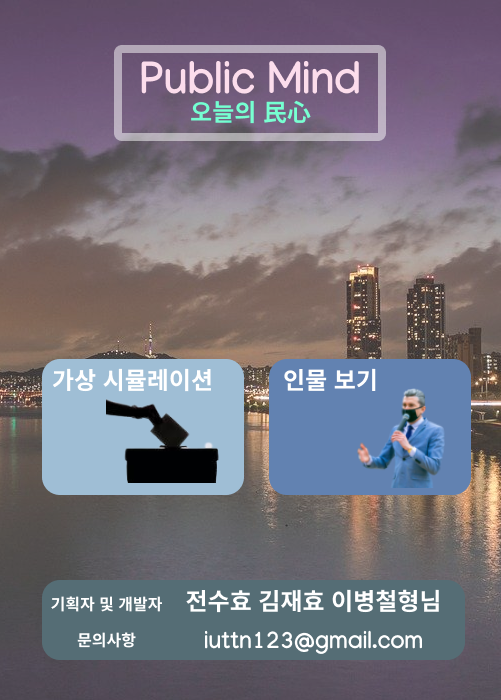 Public Mind
오늘의 民心
가상 시뮬레이션
인물 보기
기획자 및 개발자 전수효 김재효 이병철형님
문의사항 iuttn123@gmail.com